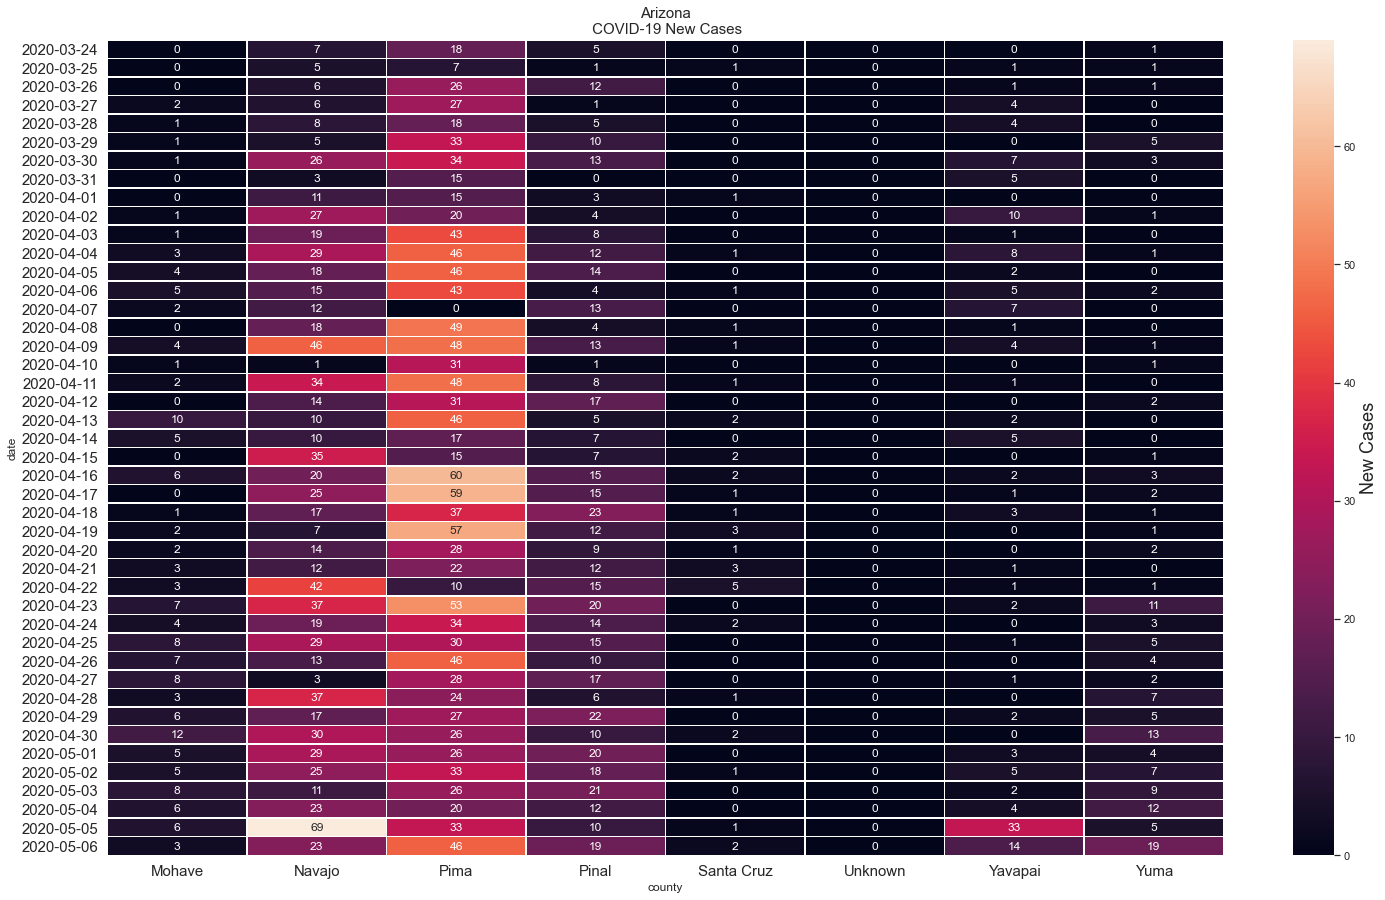 Arizona
COVID-19 New Cases
2020-03-24 0 7 18 5 0 0 0 1
2020-03-25 0 5 7 1 1 0 1 1
2020-03-26 0 6 26 12 0 0 1 1
2020-03-27 2 6 27 1 0 0 4 0
2020-03-28 1 8 18 5 0 0 4 0
2020-03-29 1 5 33 10 0 0 0 5
2020-03-30 1 26 34 13 0 0 7 3
2020-03-31 0 3 15 0 0 0 5 0
2020-04-01 0 11 15 3 1 0 0 0
2020-04-02 1 27 20 4 0 0 10 1
2020-04-03 1 19 43 8 0 0 1 0
2020-04-04 3 29 46 12 1 0 8 1
2020-04-05 4 18 46 14 0 0 2 0
2020-04-06 5 15 43 4 1 0 5 2
2020-04-07 2 12 0 13 0 0 7 0
2020-04-08 0 18 49 4 1 0 1 0
2020-04-09 4 46 48 13 1 0 4 1
2020-04-10 1 1 31 1 0 0 0 1
2020-04-11 2 34 48 8 1 0 1 0
2020-04-12 0 14 31 17 0 0 0 2
2020-04-13 10 10 46 5 2 0 2 0
2020-04-14 5 10 17 7 0 0 5 0
2020-04-15 0 35 15 7 2 0 0 1
2020-04-16 6 20 60 15 2 0 2 3
2020-04-17 0 25 59 15 1 0 1 2
2020-04-18 1 17 37 23 1 0 3 1
2020-04-19 2 7 57 12 3 0 0 1
2020-04-20 2 14 28 9 1 0 0 2
2020-04-21 3 12 22 12 3 0 1 0
2020-04-22 3 42 10 15 5 0 1 1
2020-04-23 7 37 53 20 0 0 2 11
2020-04-24 4 19 34 14 2 0 0 3
2020-04-25 8 29 30 15 0 0 1 5
2020-04-26 7 13 46 10 0 0 0 4
2020-04-27 8 3 28 17 0 0 1 2
2020-04-28 3 37 24 6 1 0 0 7
2020-04-29 6 17 27 22 0 0 2 5
2020-04-30 12 30 26 10 2 0 0 13
2020-05-01 5 29 26 20 0 0 3 4
2020-05-02 5 25 33 18 1 0 5 7
2020-05-03 8 11 26 21 0 0 2 9
2020-05-04 6 23 20 12 0 0 4 12
2020-05-05 6 69 33 10 1 0 33 5
2020-05-06 3 23 46 19 2 0 14 19
Mohave Navajo Pima Pinal Santa Cruz Unknown Yavapai Yuma
county
date
60
50
40
30
20
10
0
New Cases